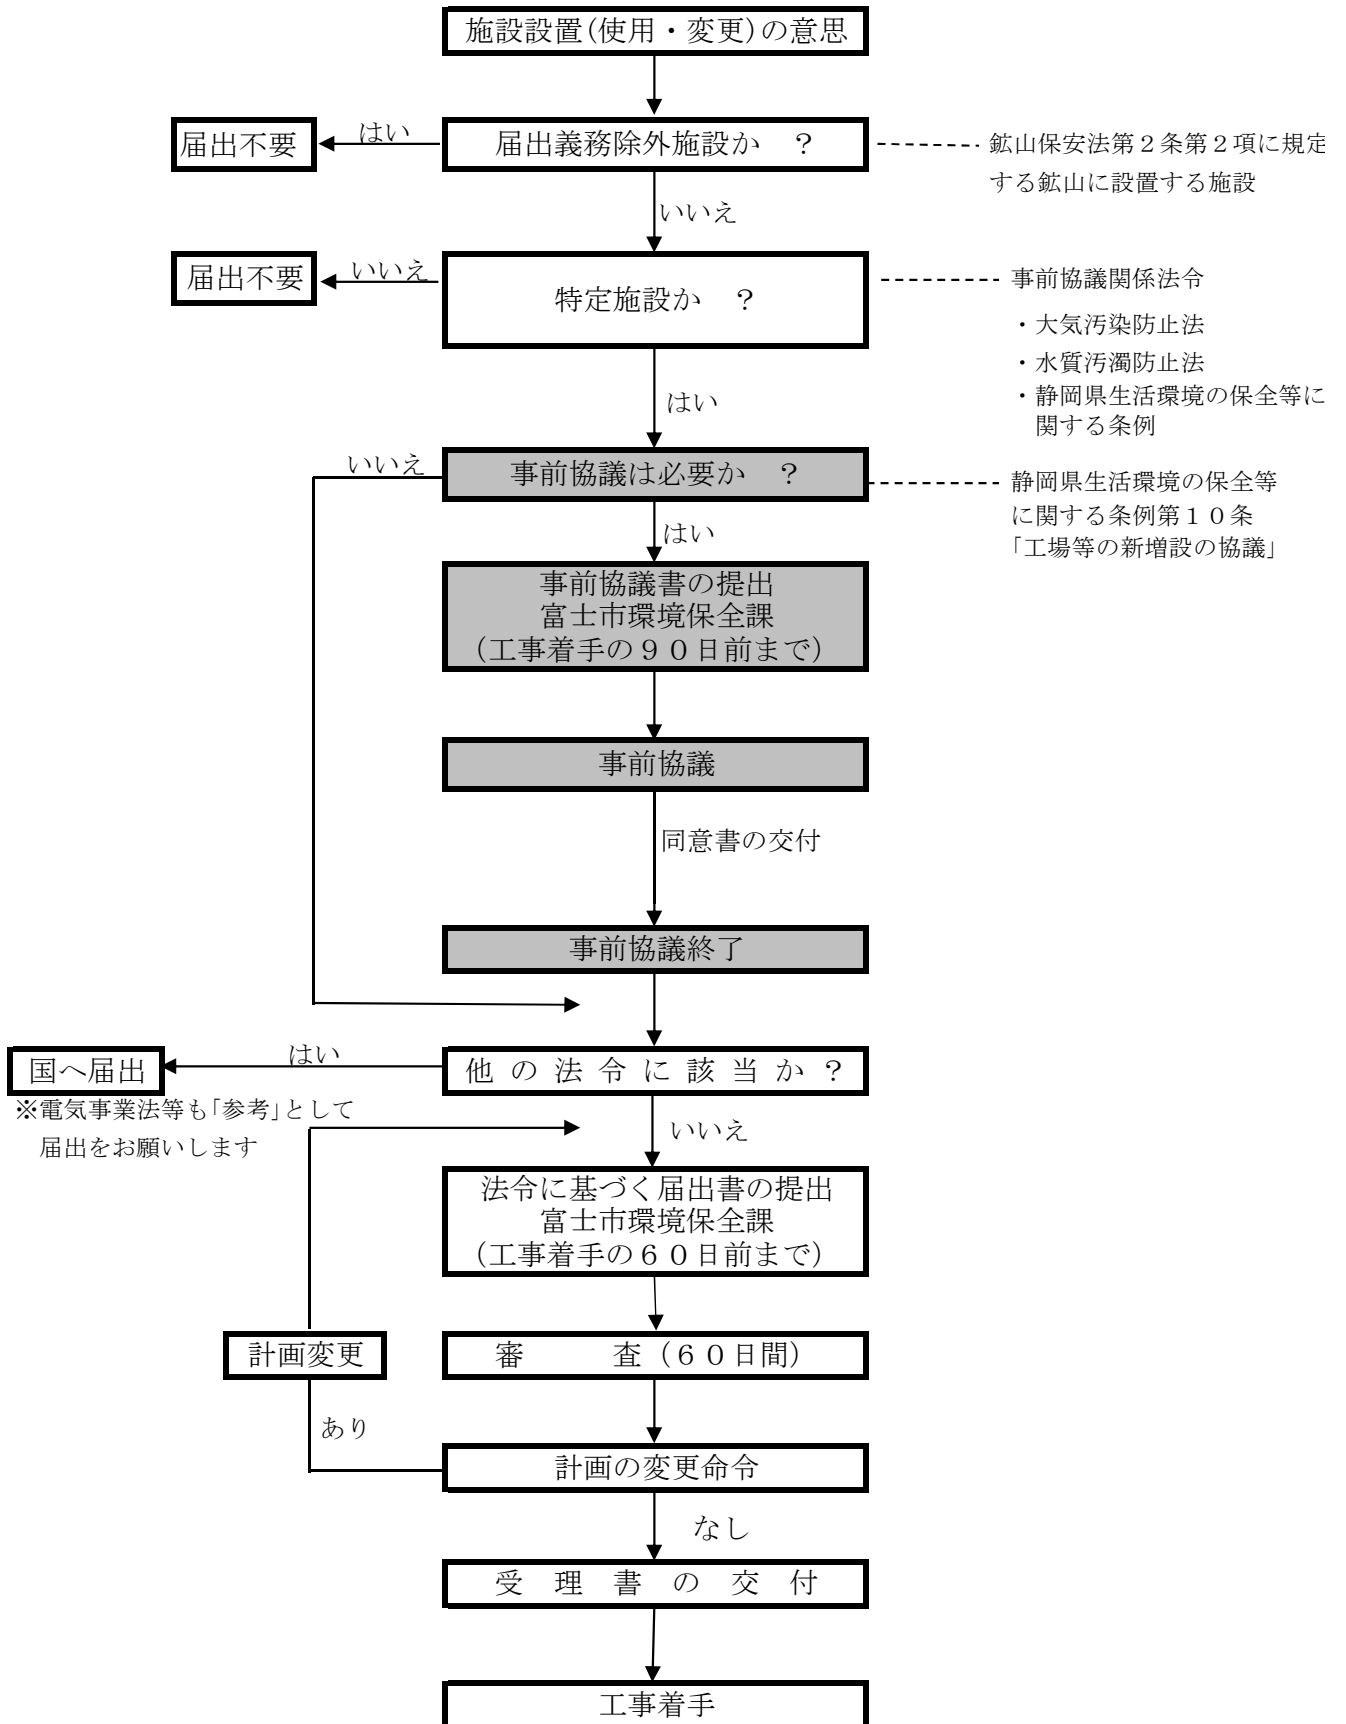 施設設置(使用・変更)の意思
届出不要
はい
届出義務除外施設か　？
鉱山保安法第２条第２項に規定
する鉱山に設置する施設
いいえ
届出不要
いいえ
特定施設か　？
事前協議関係法令
・大気汚染防止法
・水質汚濁防止法
・静岡県生活環境の保全等に
関する条例
はい
いいえ
事前協議は必要か　？
静岡県生活環境の保全等
に関する条例第１０条
「工場等の新増設の協議」
はい
事前協議書の提出
富士市環境保全課
（工事着手の９０日前まで）
事前協議
同意書の交付
事前協議終了
国へ届出
はい
他の法令に該当か？
※電気事業法等も「参考」として
届出をお願いします
いいえ
法令に基づく届出書の提出
富士市環境保全課
（工事着手の６０日前まで）
計画変更
審　　査（６０日間）
あり
計画の変更命令
なし
受　理　書　の　交　付
工事着手